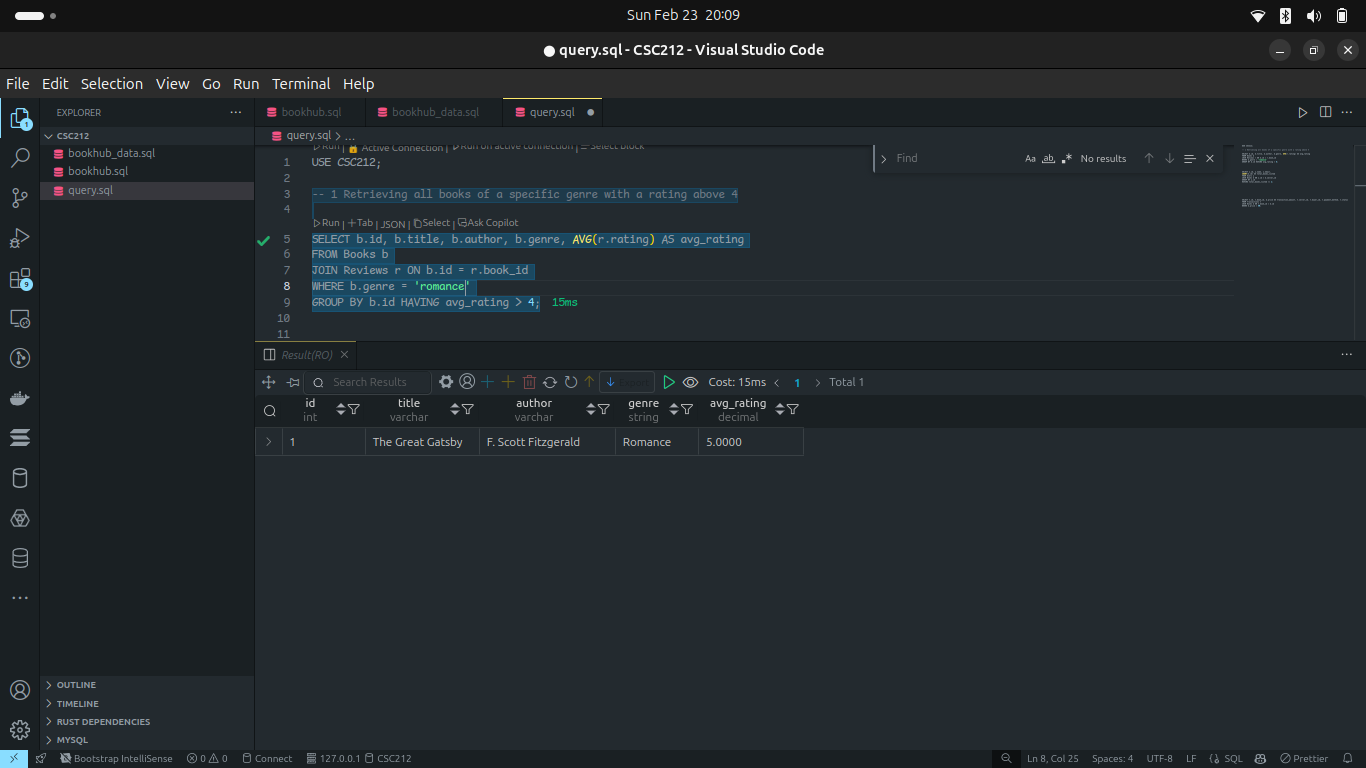 Sun Feb 23 20:09
● query.sql - CSC212 - Visual Studio Code
File Edit Selection View Go Run Terminal Help
EXPLORER
CSC212
bookhub_data.sql
bookhub.sql
query.sql
OUTLINE
TIMELINE
RUST DEPENDENCIES
MYSQL
1
9
bookhub.sql
bookhub_data.sql
query.sql
query.sql > ...
Run | Active Connection | Run on active connection | Select block
1 USE CSC212;
2
3 -- 1 Retrieving all books of a specific genre with a rating above 4
4
Run | +Tab | JSON | Select | Ask Copilot
5 SELECT b.id, b.title, b.author, b.genre, AVG(r.rating) AS avg_rating
6 FROM Books b
7 JOIN Reviews r ON b.id = r.book_id
8 WHERE b.genre = 'romance'
9 GROUP BY b.id HAVING avg_rating > 4; 15ms
10
11
Find
Aa ab No results
Result(RO)
Search Results
Cost: 15ms < 1 > Total 1
id title author genre avg_rating
int varchar varchar string decimal
1 The Great Gatsby F. Scott Fitzgerald Romance 5.0000
Bootstrap IntelliSense 0 0 Connect 127.0.0.1 CSC212
Ln 8, Col 25 Spaces: 4 UTF-8 LF SQL Prettier